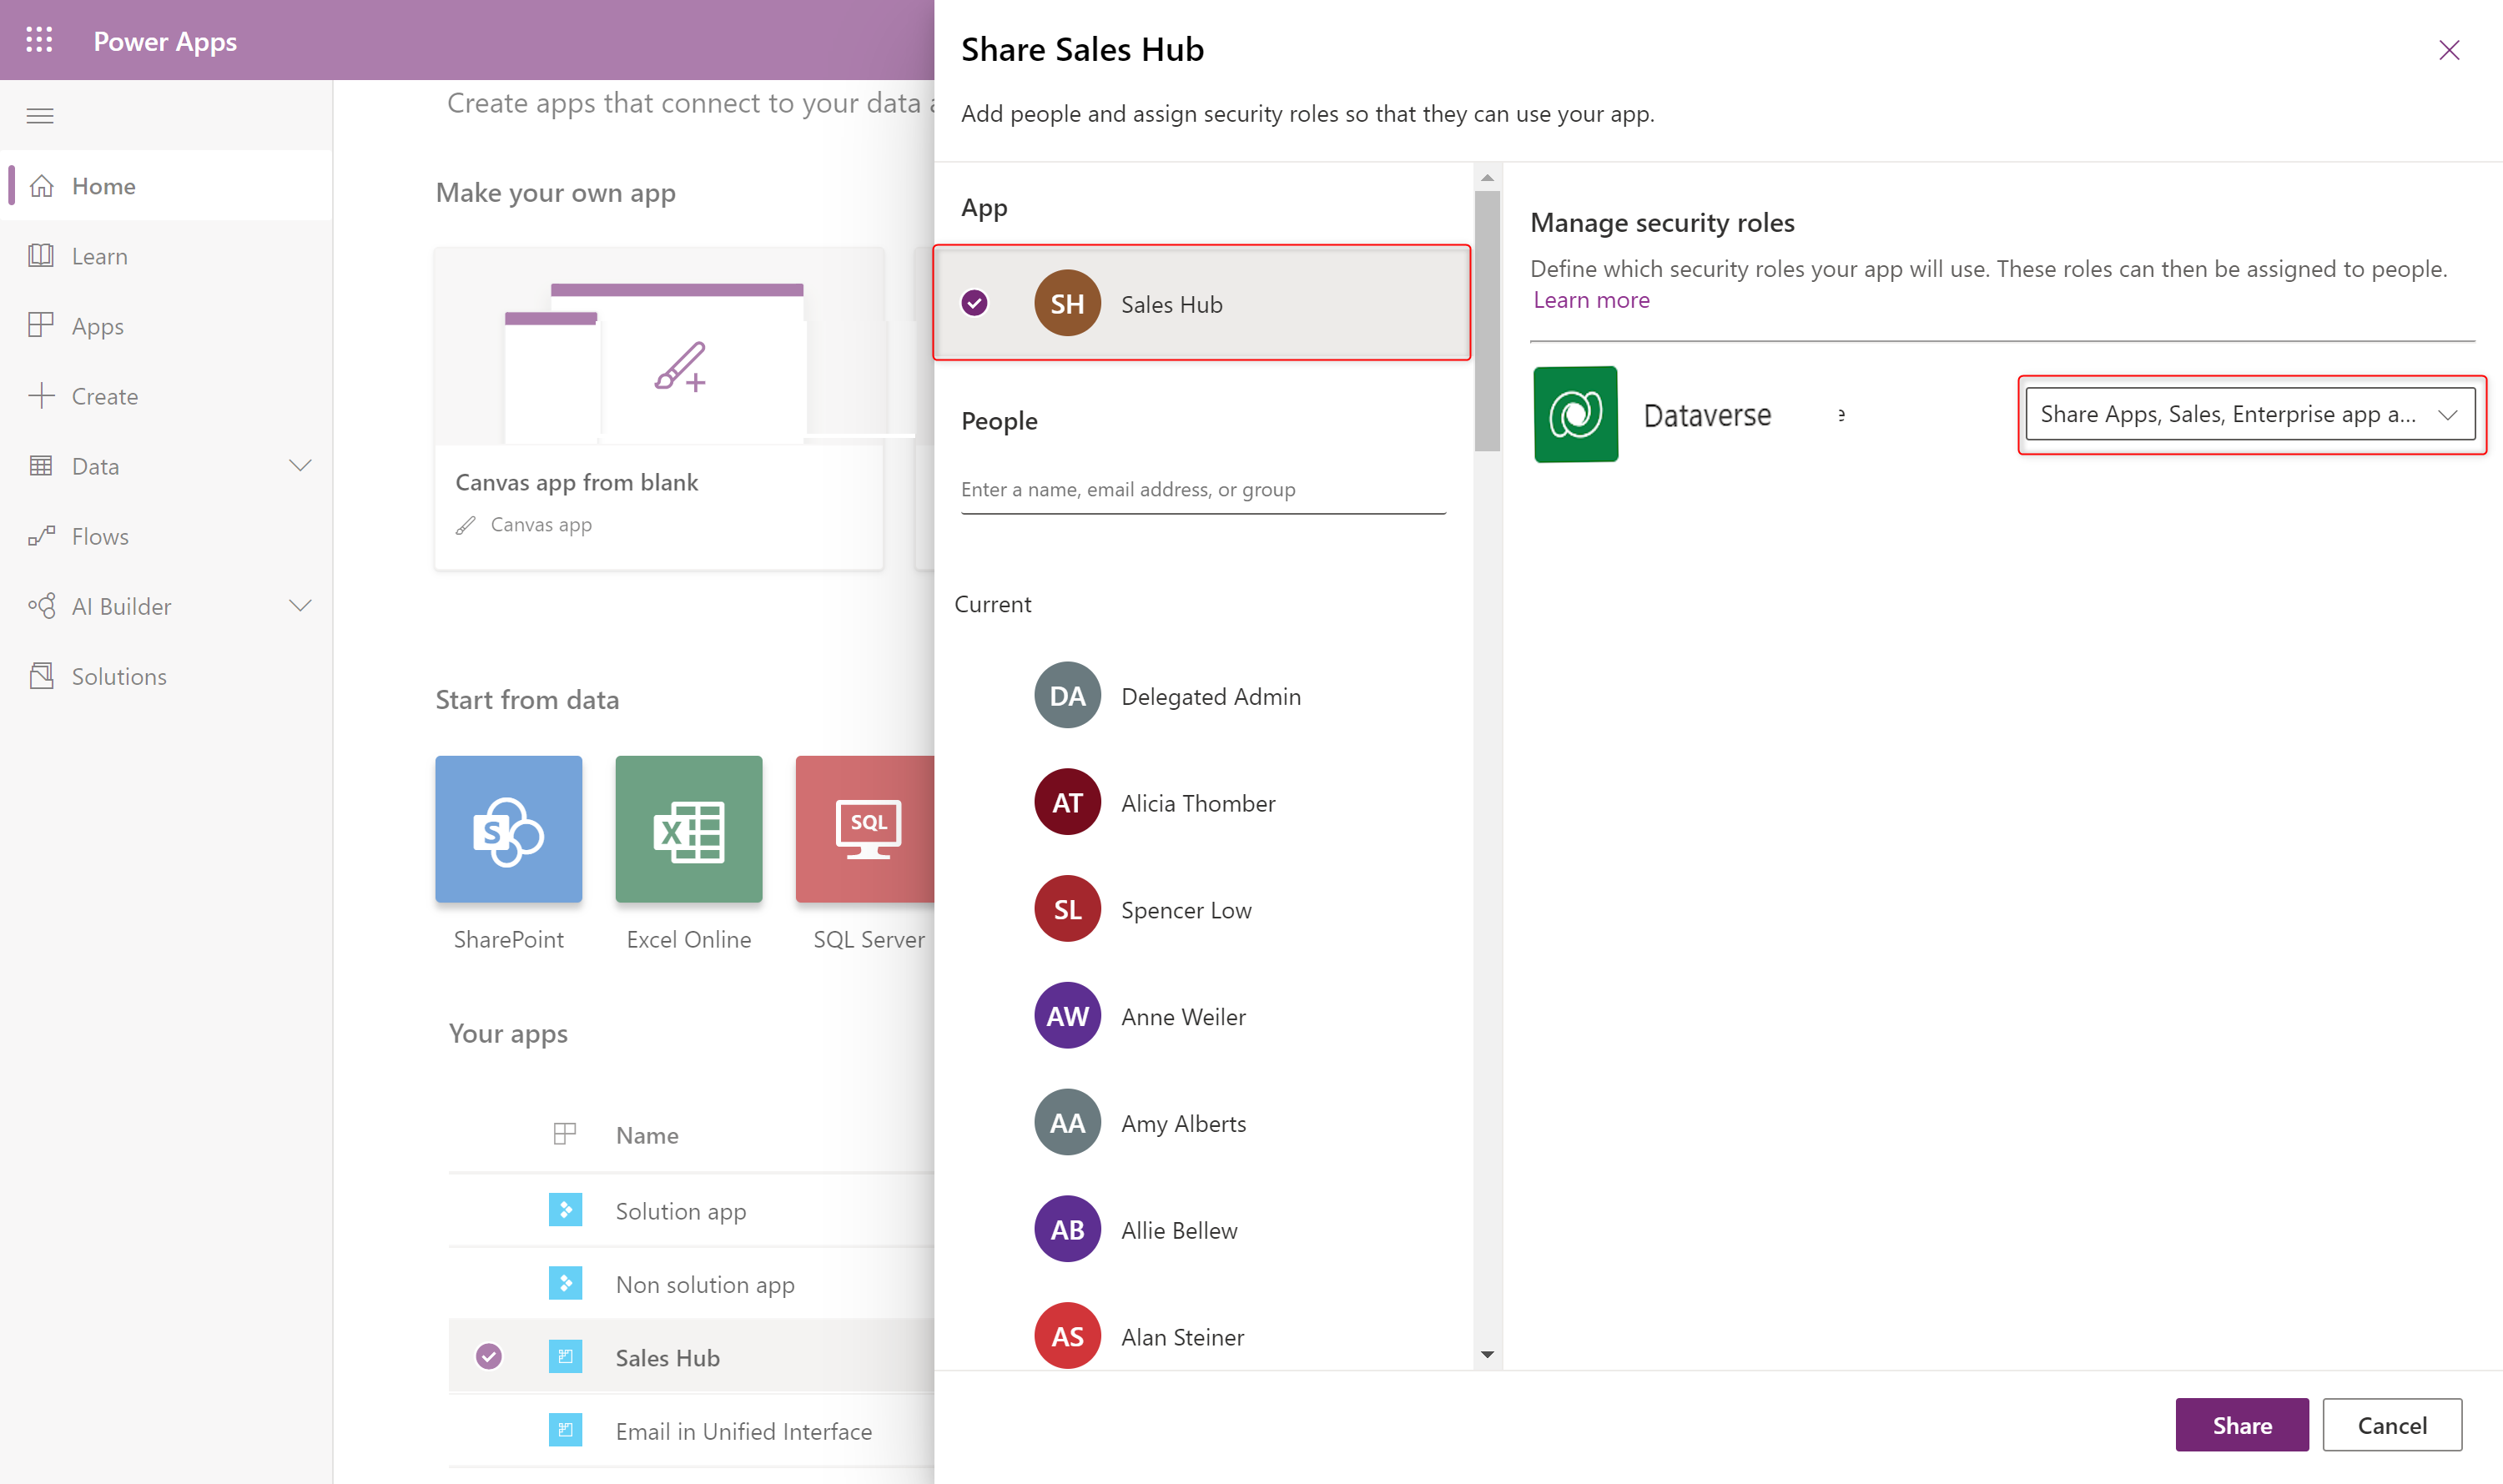 Power Apps
Home
Learn
Apps
Create
Data
Flows
AI Builder
Solutions
Create apps that connect to your data
Make your own app
Canvas app from blank
Canvas app
Start from data
S
X
SQL
SharePoint
Excel Online
SQL Server
Your apps
Name
Solution app
Non solution app
Sales Hub
Email in Unified Interface
Share Sales Hub
Add people and assign security roles so that they can use your app.
App
SH Sales Hub
People
Enter a name, email address, or group
Current
DA Delegated Admin
AT Alicia Thomber
SL Spencer Low
AW Anne Weiler
AA Amy Alberts
AB Allie Bellew
AS Alan Steiner
Manage security roles
Define which security roles your app will use. These roles can then be assigned to people.
Learn more
Dataverse e
Share Apps, Sales, Enterprise app a...
Share
Cancel